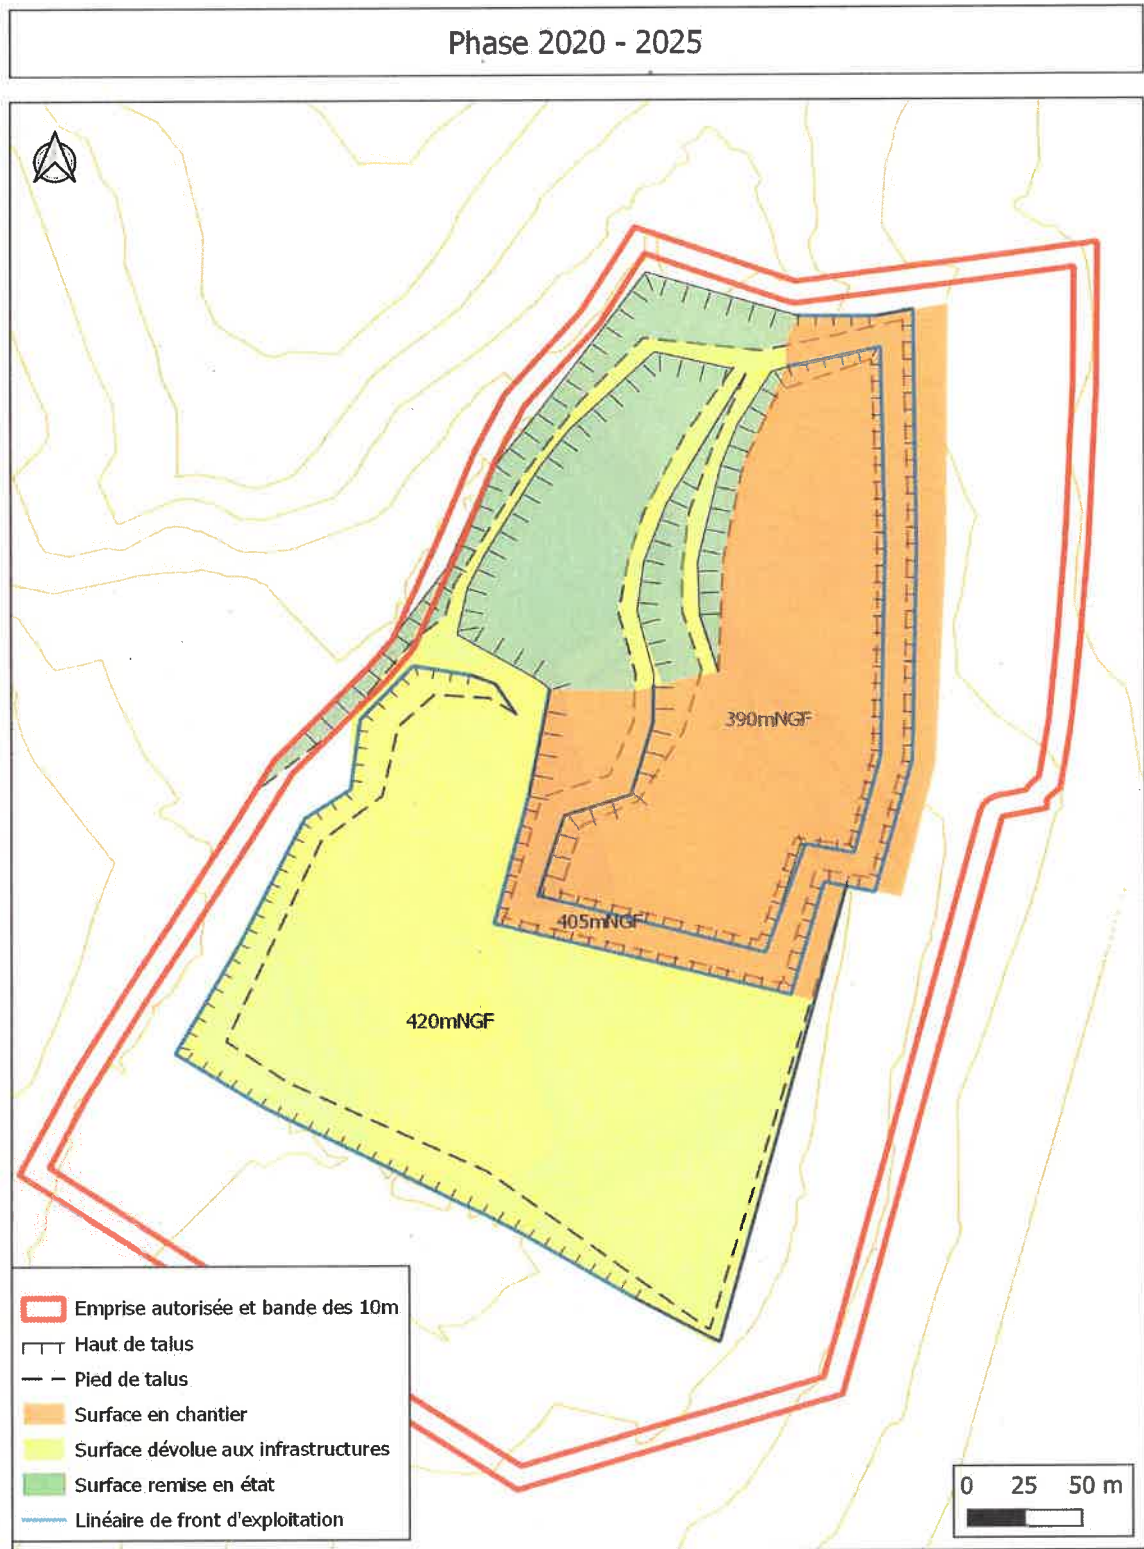 Phase 2020 - 2025
390mNGF
405mNGF
420mNGF
Emprise autorisée et bande des 10m
Haut de talus
Pied de talus
Surface en chantier
Surface dévolue aux infrastructures
Surface remise en état
Linéaire de front d'exploitation
0 25 50 m